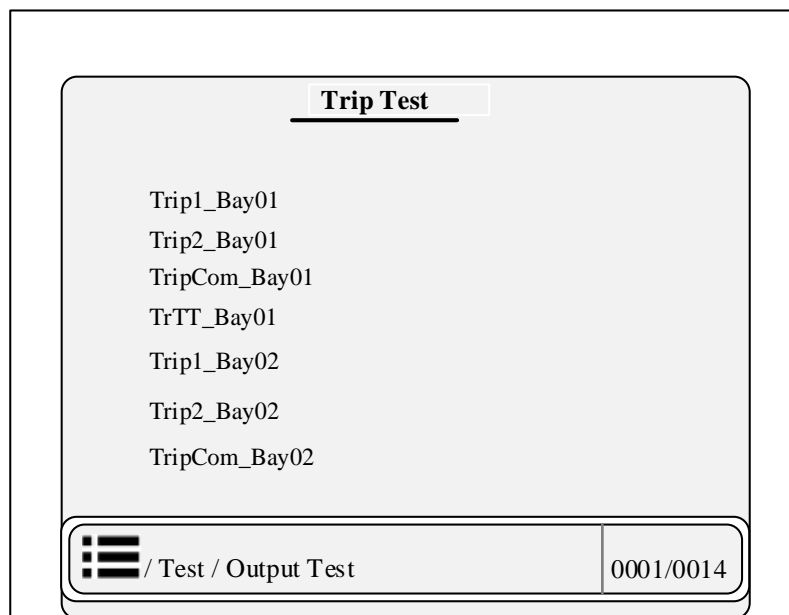 Trip Test
Trip1_Bay01
Trip2_Bay01
TripCom_Bay01
TrTT_Bay01
Trip1_Bay02
Trip2_Bay02
TripCom_Bay02
/ Test / Output Test 0001/0014